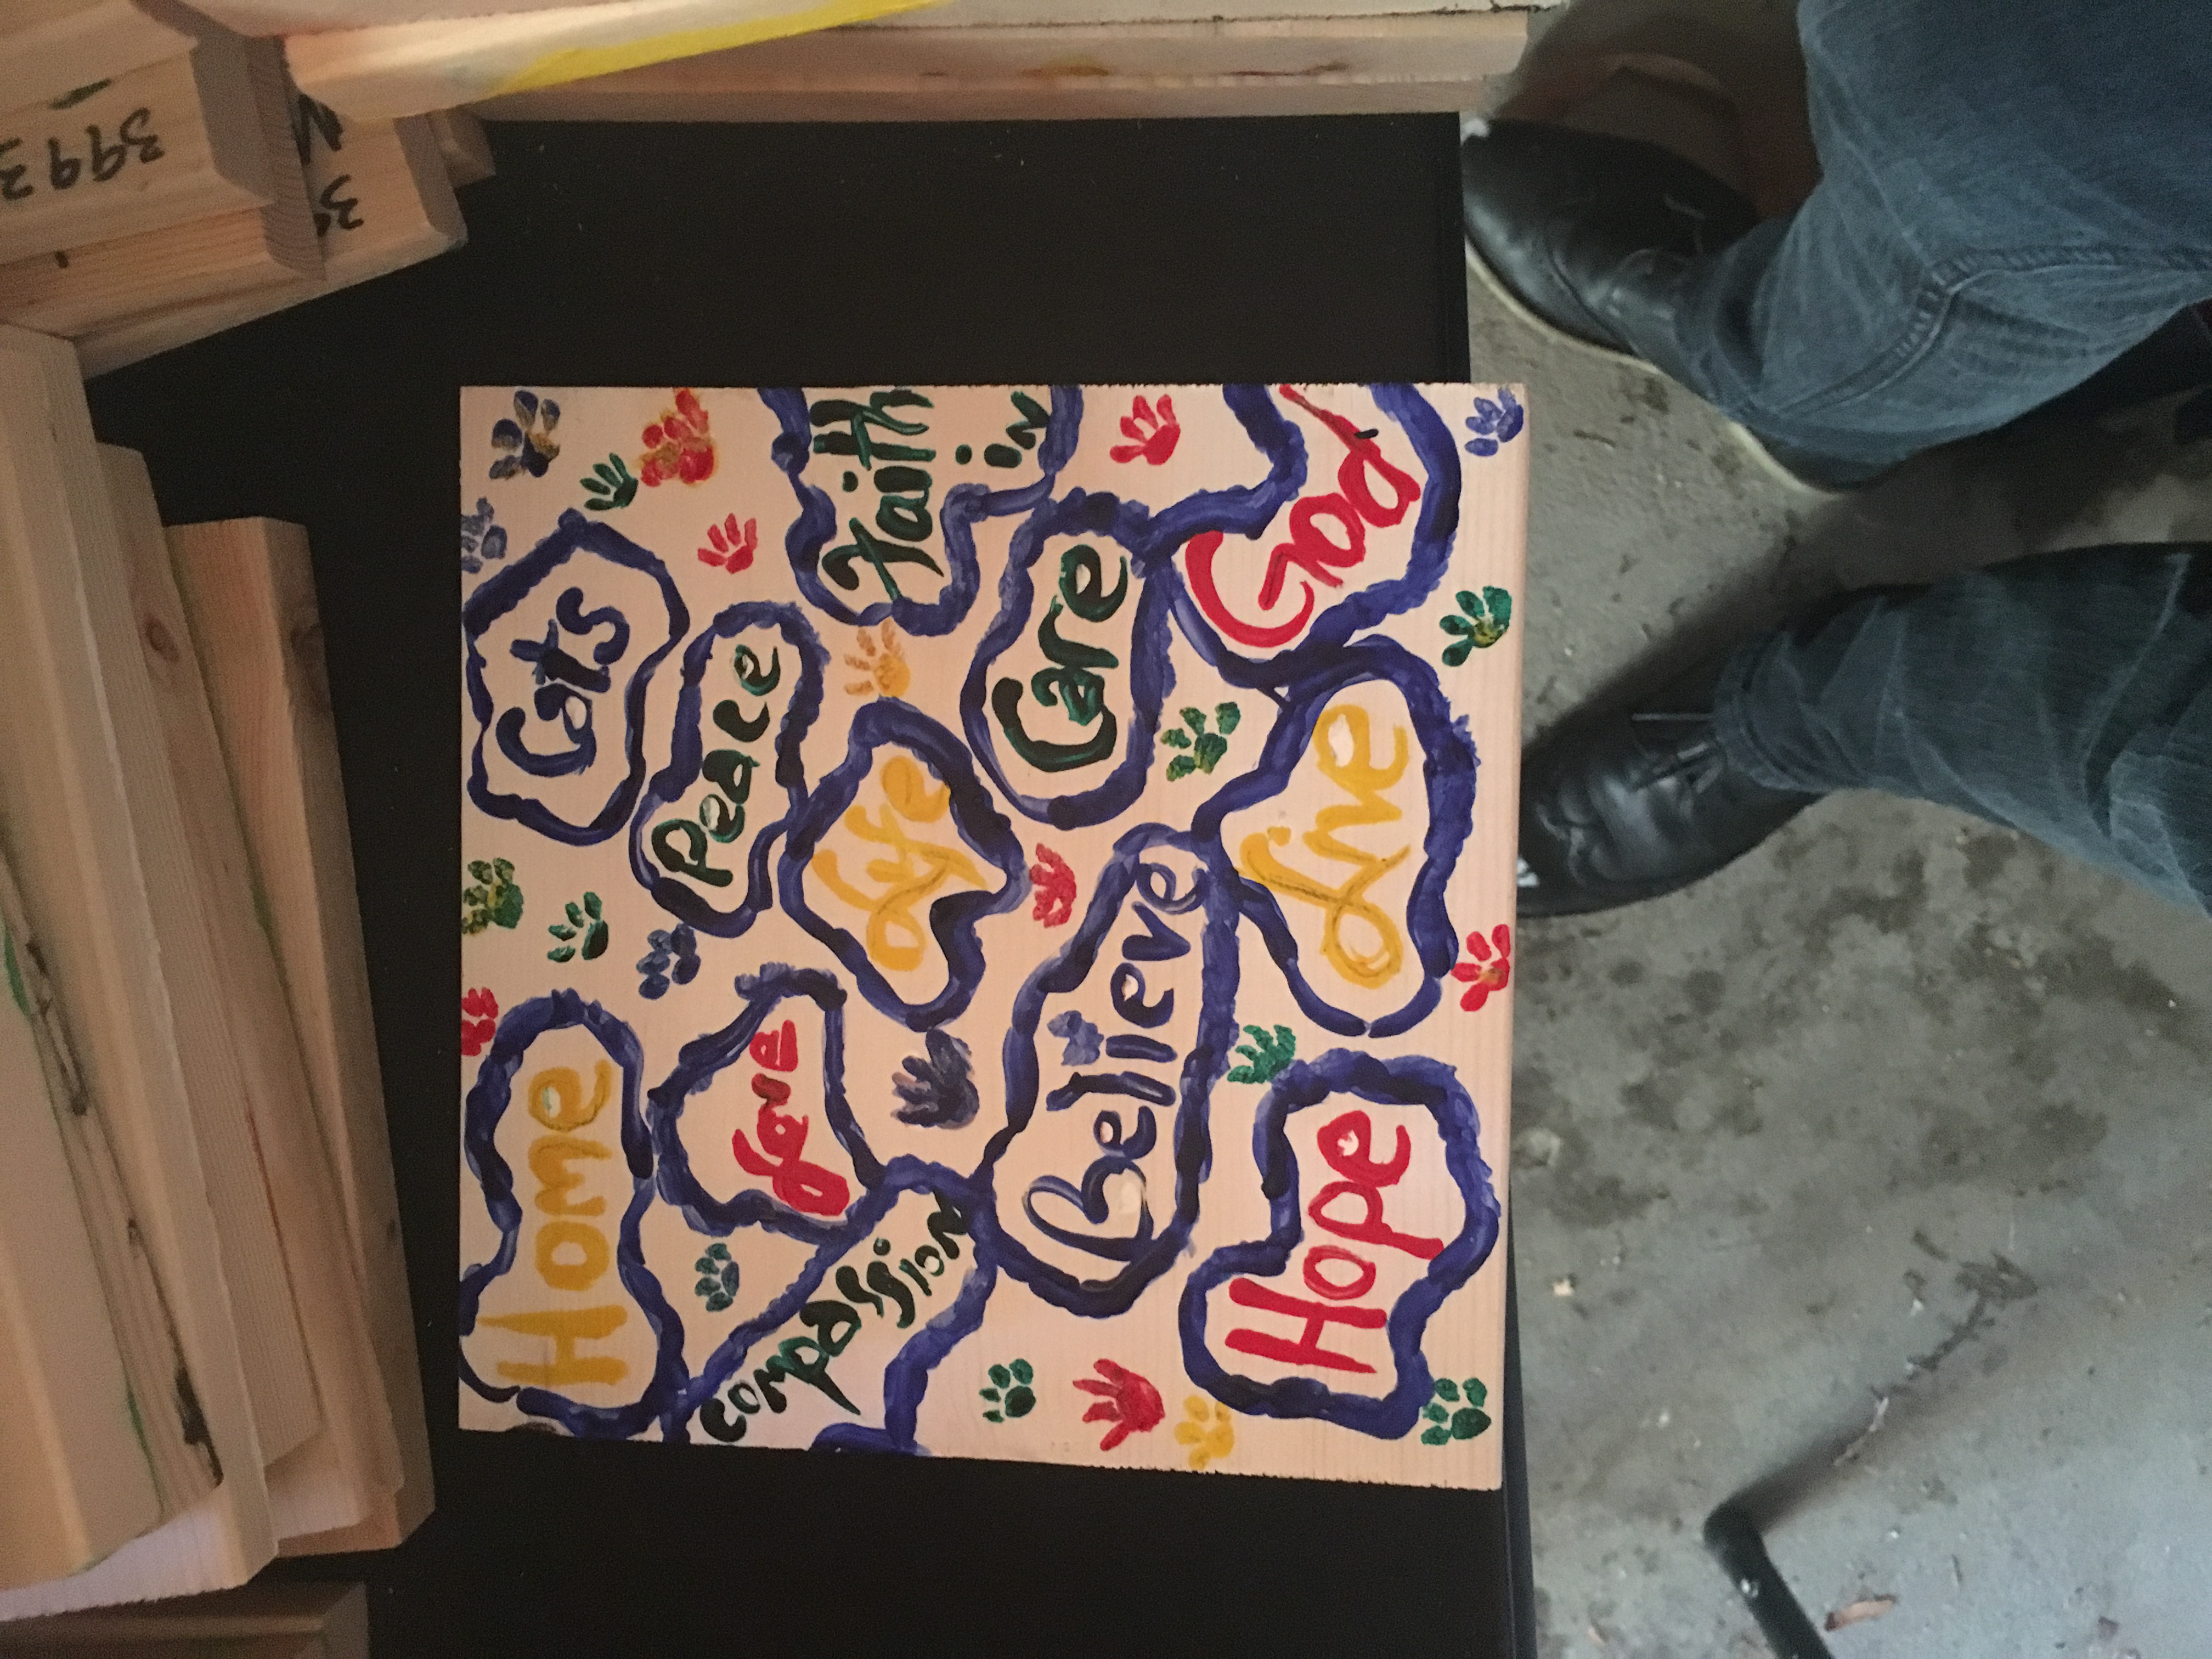 Home
Cats
Peace
Love
compassion
Life
Faith
in
Believe
Care
Hope
Live
God